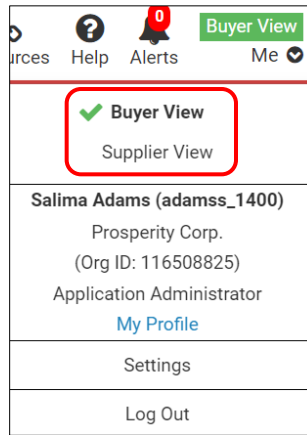 0
Buyer View
urces Help Alerts Me
Buyer View
Supplier View
Salima Adams (adamss_1400)
Prosperity Corp.
(Org ID: 116508825)
Application Administrator
My Profile
Settings
Log Out